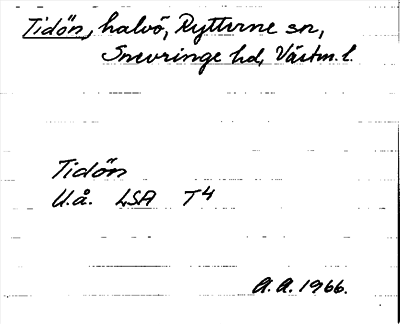 Tidön, halvö, Rytterne sn,
Snevringe hd, Västm. l.
Tidön
U.å. LSA T4
A.A. 1966.